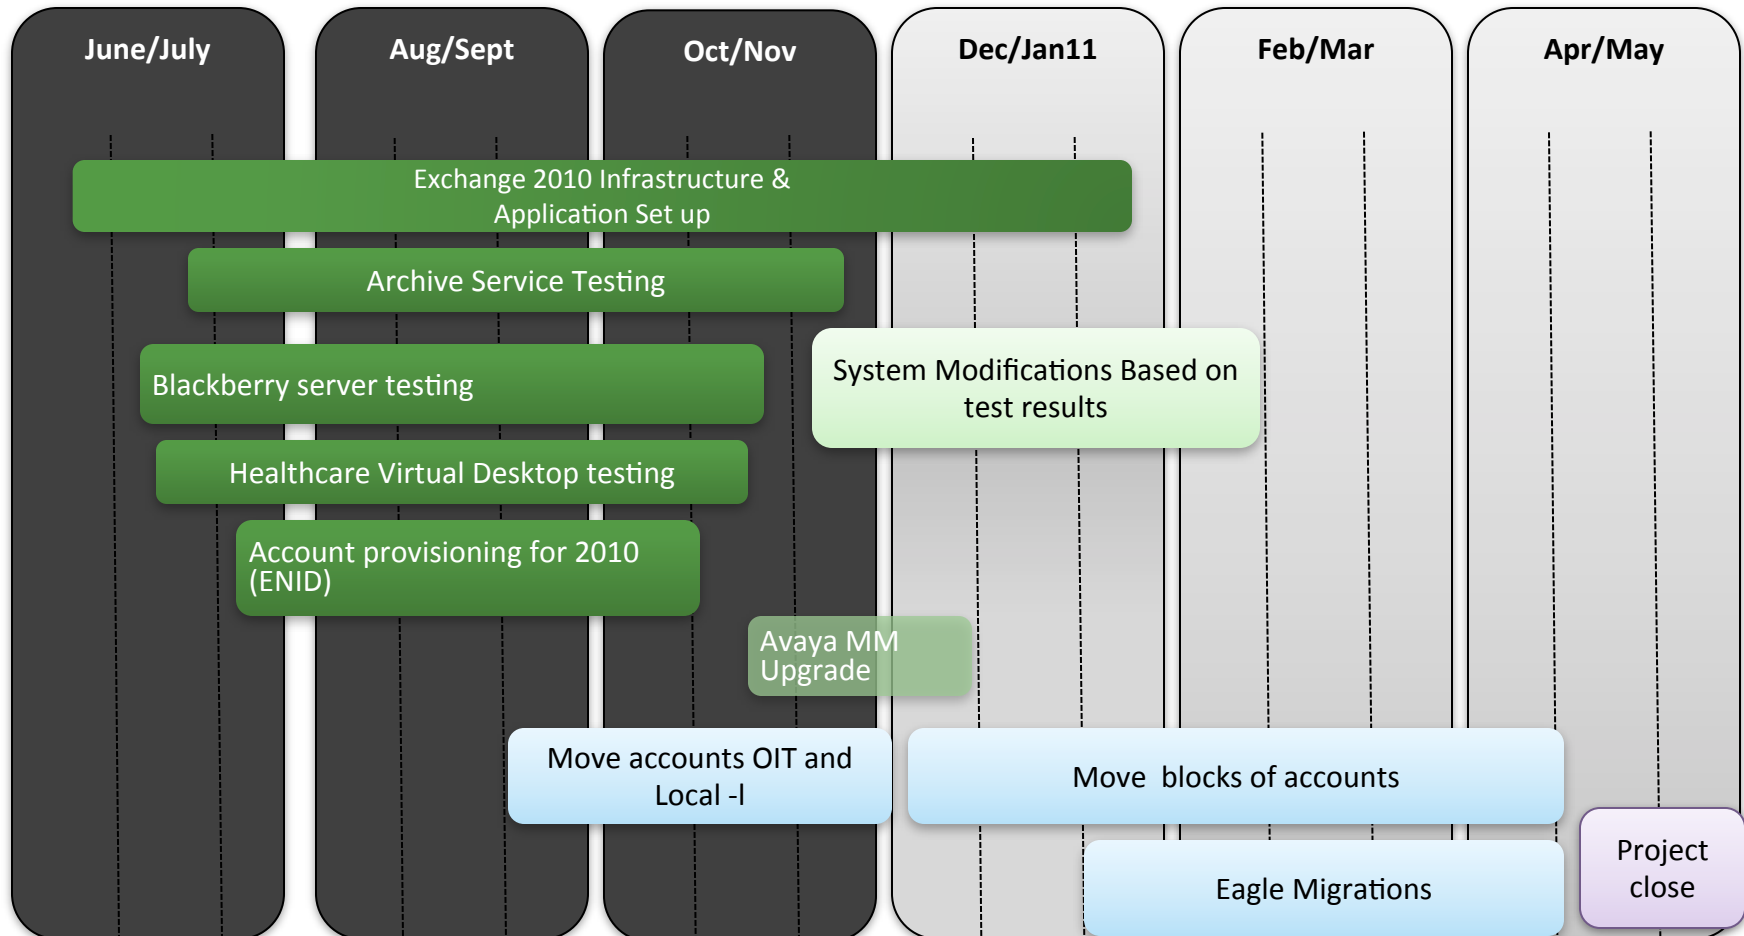 June/July
Aug/Sept
Oct/Nov
Dec/Jan11
Feb/Mar
Apr/May
Exchange 2010 Infrastructure &
Application Set up
Archive Service Testing
System Modifications Based on
test results
Blackberry server testing
Healthcare Virtual Desktop testing
Account provisioning for 2010
(ENID)
Avaya MM
Upgrade
Move accounts OIT and
Local -l
Move blocks of accounts
Project
close
Eagle Migrations